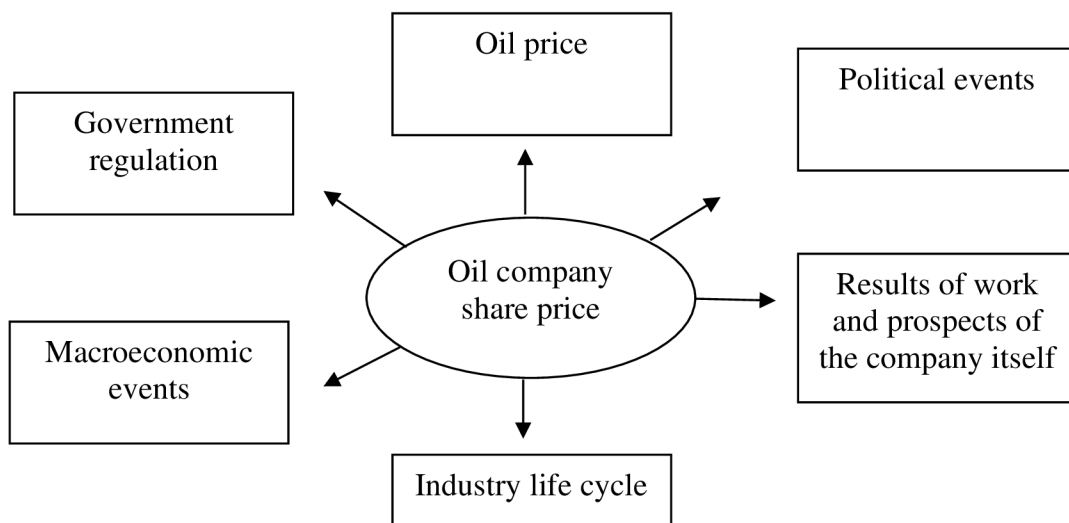 Oil price
Political events
Government
regulation
Oil company
share price
Results of work
and prospects of
the company itself
Macroeconomic
events
Industry life cycle